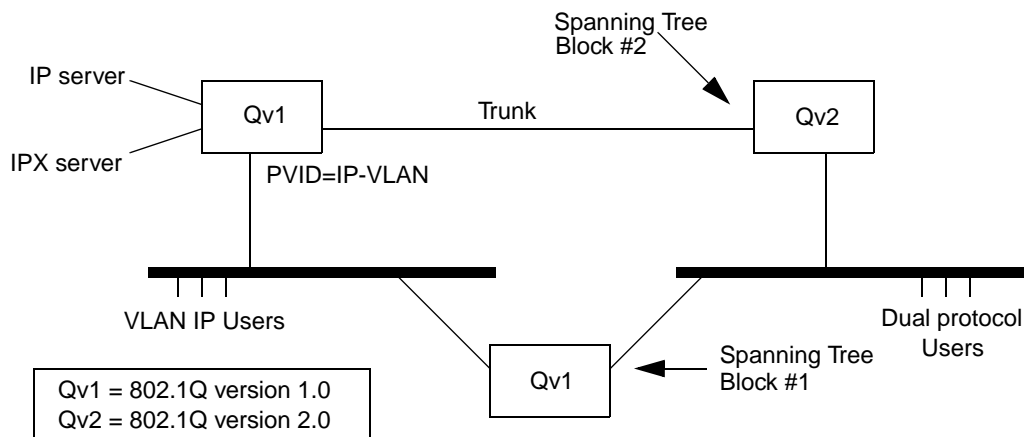 Spanning Tree
Block #2
IP server
Qv1
Trunk
Qv2
IPX server
PVID=IP-VLAN
VLAN IP Users
Dual protocol
Users
Qv1
Spanning Tree
Block #1
Qv1 = 802.1Q version 1.0
Qv2 = 802.1Q version 2.0